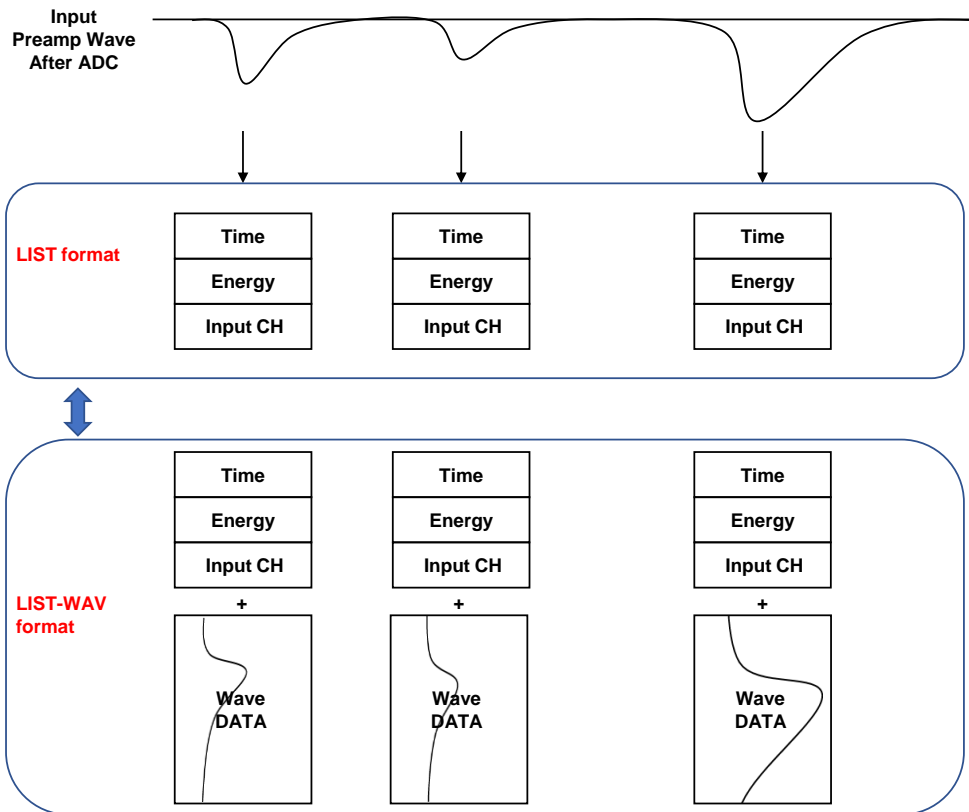 Input
Preamp Wave
After ADC
LIST format
Time
Energy
Input CH
Time
Energy
Input CH
Time
Energy
Input CH
LIST-WAV
format
Time
Energy
Input CH
+
Wave
DATA
Time
Energy
Input CH
+
Wave
DATA
Time
Energy
Input CH
+
Wave
DATA